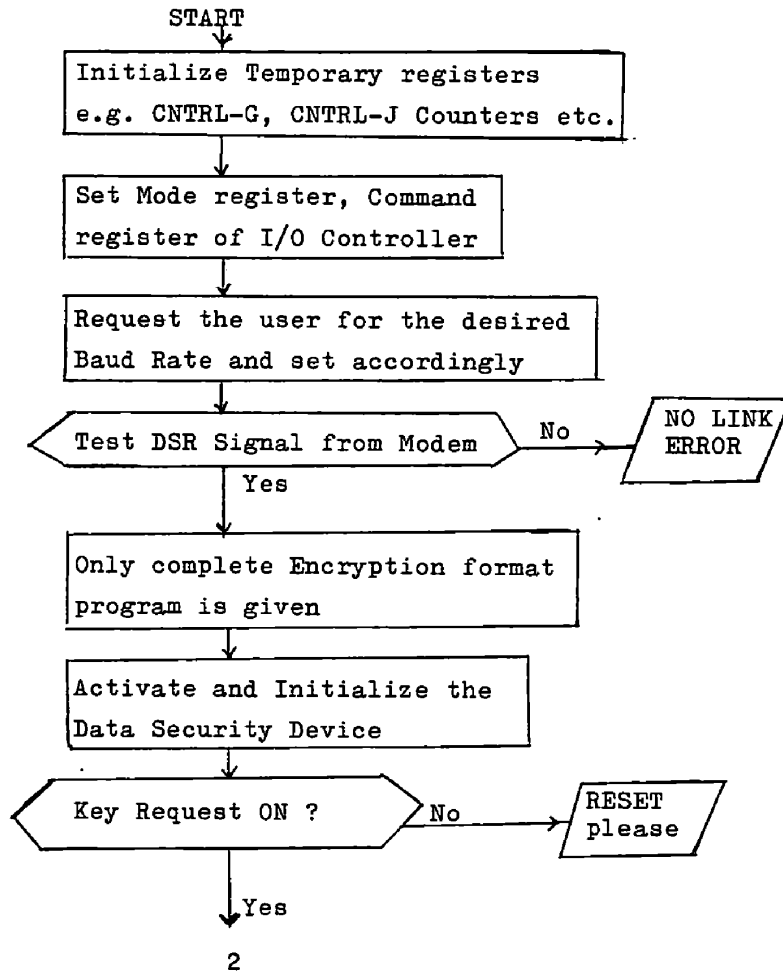 START
Initialize Temporary registers
e.g. CNTRL-G, CNTRL-J Counters etc.
Set Mode register, Command
register of I/O Controller
Request the user for the desired
Baud Rate and set accordingly
Test DSR Signal from Modem
No
NO LINK
ERROR
Yes
Only complete Encryption format
program is given
Activate and Initialize the
Data Security Device
Key Request ON ?
No
RESET
please
Yes
2